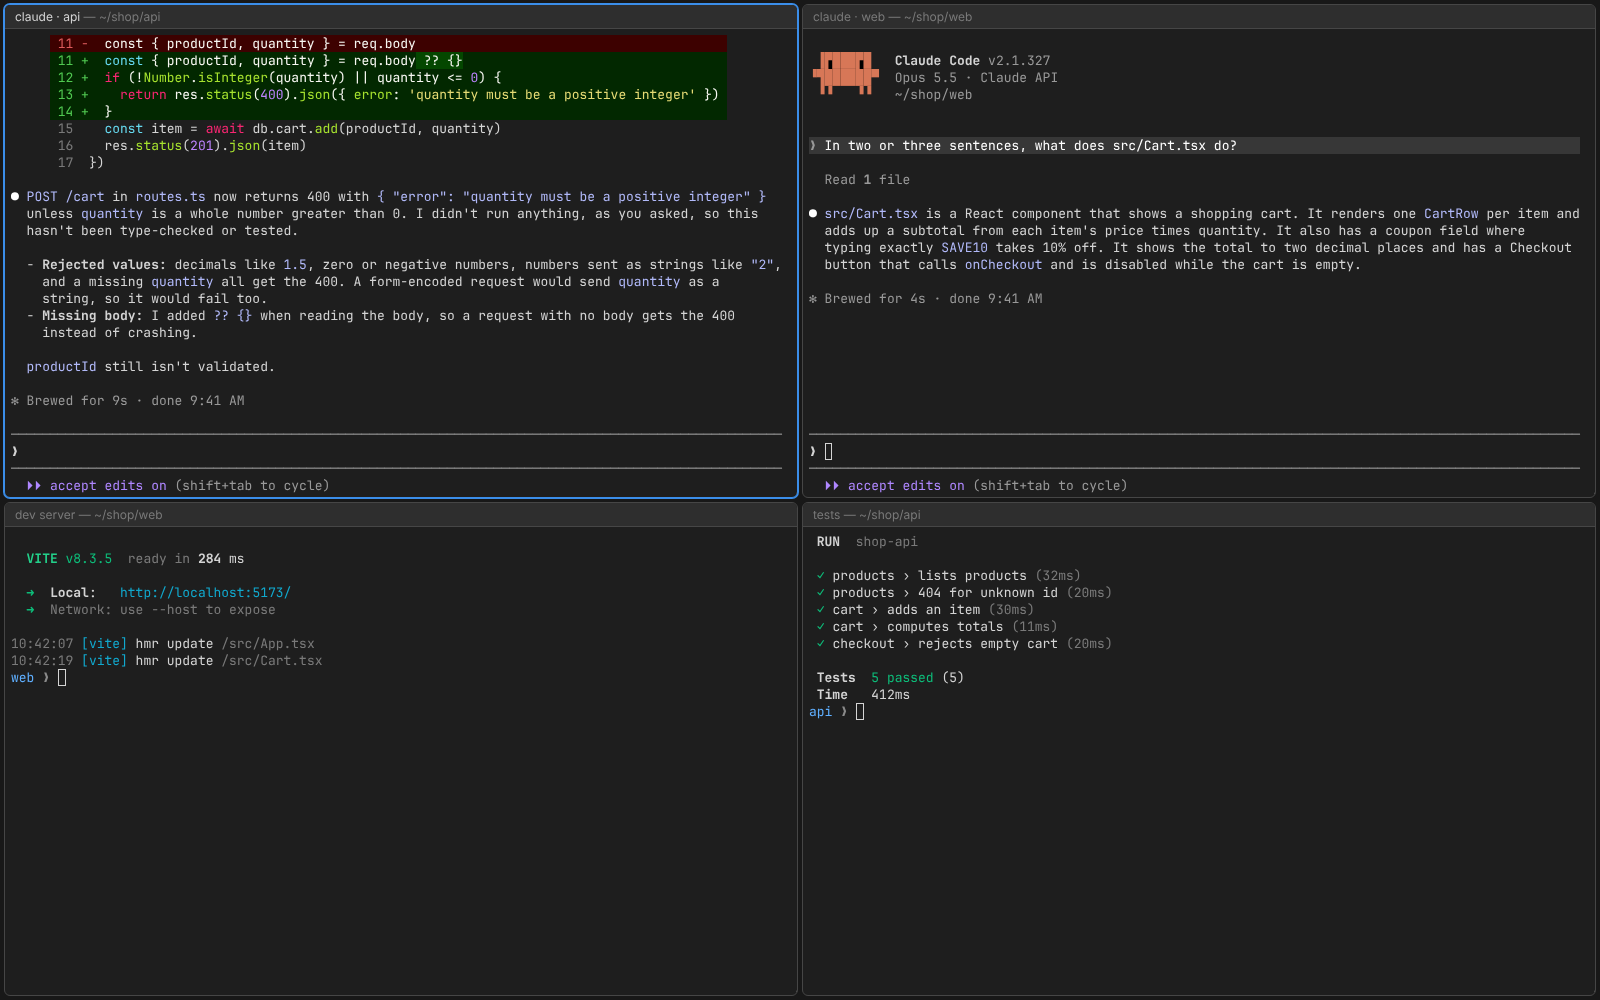 claude · api — ~/shop/api
11 -  const { productId, quantity } = req.body
11 +  const { productId, quantity } = req.body ?? {}
12 +  if (!Number.isInteger(quantity) || quantity <= 0) {
13 +    return res.status(400).json({ error: 'quantity must be a positive integer' })
14 +  }
15    const item = await db.cart.add(productId, quantity)
16    res.status(201).json(item)
17  })
● POST /cart in routes.ts now returns 400 with { "error": "quantity must be a positive integer" }
unless quantity is a whole number greater than 0. I didn't run anything, as you asked, so this
hasn't been type-checked or tested.
- Rejected values: decimals like 1.5, zero or negative numbers, numbers sent as strings like "2",
and a missing quantity all get the 400. A form-encoded request would send quantity as a
string, so it would fail too.
- Missing body: I added ?? {} when reading the body, so a request with no body gets the 400
instead of crashing.
productId still isn't validated.
✻ Brewed for 9s · done 9:41 AM
❯
⏵⏵ accept edits on (shift+tab to cycle)
claude · web — ~/shop/web
Claude Code v2.1.327
Opus 5.5 · Claude API
~/shop/web
❯ In two or three sentences, what does src/Cart.tsx do?
Read 1 file
● src/Cart.tsx is a React component that shows a shopping cart. It renders one CartRow per item and
adds up a subtotal from each item's price times quantity. It also has a coupon field where
typing exactly SAVE10 takes 10% off. It shows the total to two decimal places and has a Checkout
button that calls onCheckout and is disabled while the cart is empty.
✻ Brewed for 4s · done 9:41 AM
❯
⏵⏵ accept edits on (shift+tab to cycle)
dev server — ~/shop/web
VITE v8.3.5  ready in 284 ms
➜  Local:   http://localhost:5173/
➜  Network: use --host to expose
10:42:07 [vite] hmr update /src/App.tsx
10:42:19 [vite] hmr update /src/Cart.tsx
web ❯
tests — ~/shop/api
RUN  shop-api
✓ products › lists products (32ms)
✓ products › 404 for unknown id (20ms)
✓ cart › adds an item (30ms)
✓ cart › computes totals (11ms)
✓ checkout › rejects empty cart (20ms)
Tests  5 passed (5)
Time   412ms
api ❯